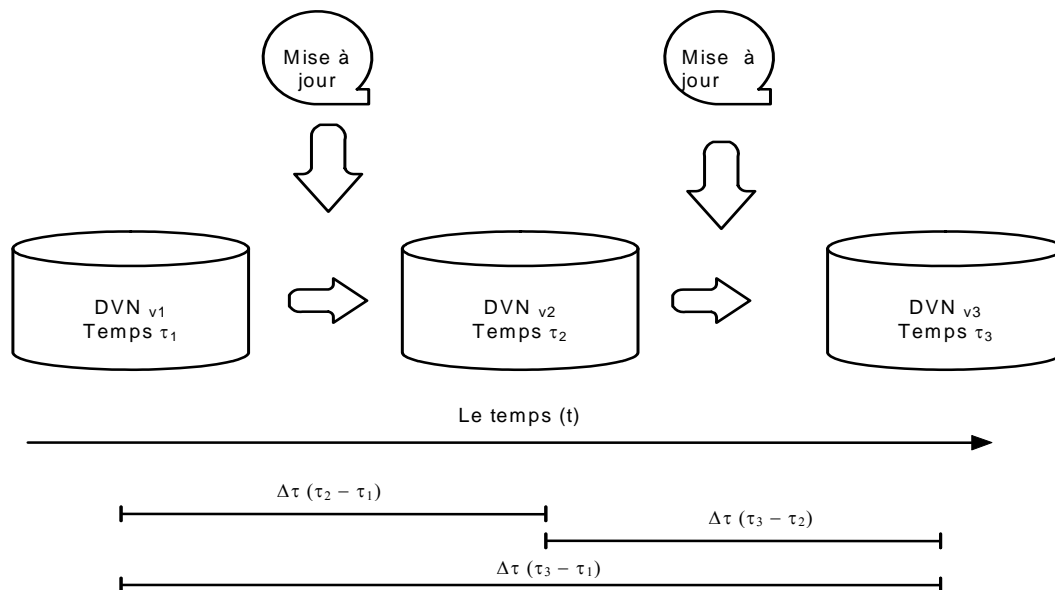 Mise à
jour
Mise à
jour
DVN v1
Temps τ1
DVN v2
Temps τ2
DVN v3
Temps τ3
Le temps (t)
Δτ (τ2 – τ1)
Δτ (τ3 – τ2)
Δτ (τ3 – τ1)